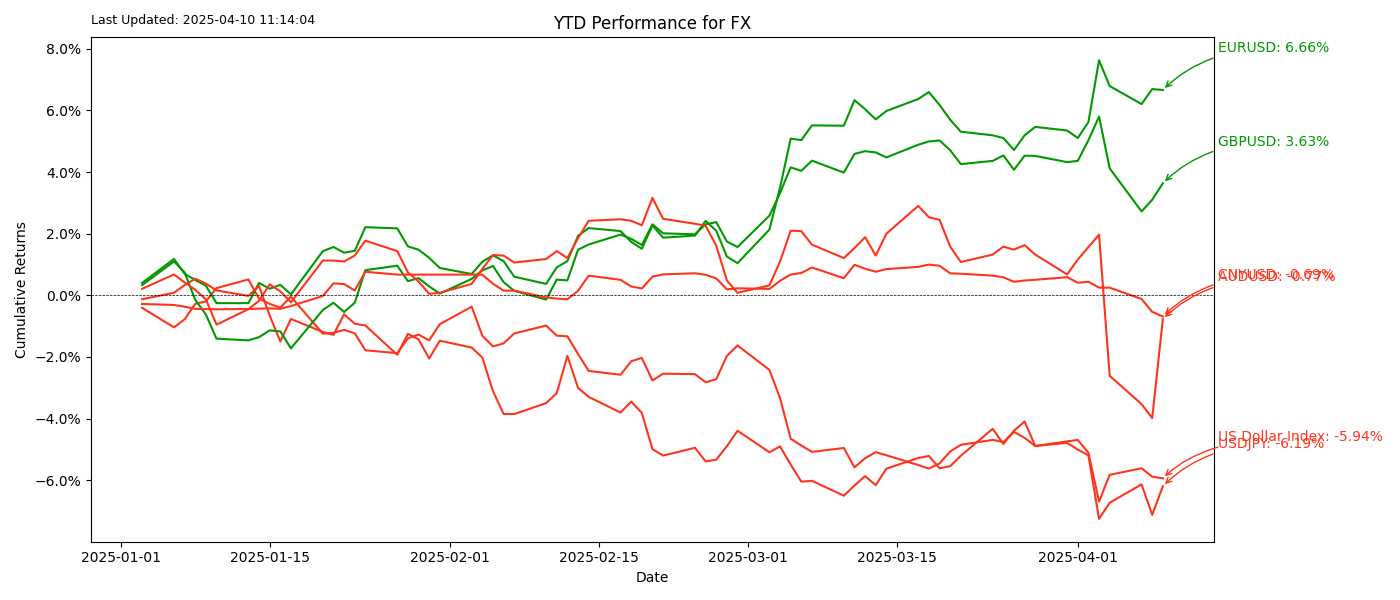 Last Updated: 2025-04-10 11:14:04
YTD Performance for FX
8.0%
6.0%
4.0%
2.0%
0.0%
−2.0%
−4.0%
−6.0%
Cumulative Returns
EURUSD: 6.66%
GBPUSD: 3.63%
CNYUSD:
AUDUSD:
US Dollar Index: -5.94%
USDJPY: -6.19%
2025-01-01
2025-01-15
2025-02-01
2025-02-15
2025-03-01
2025-03-15
2025-04-01
Date